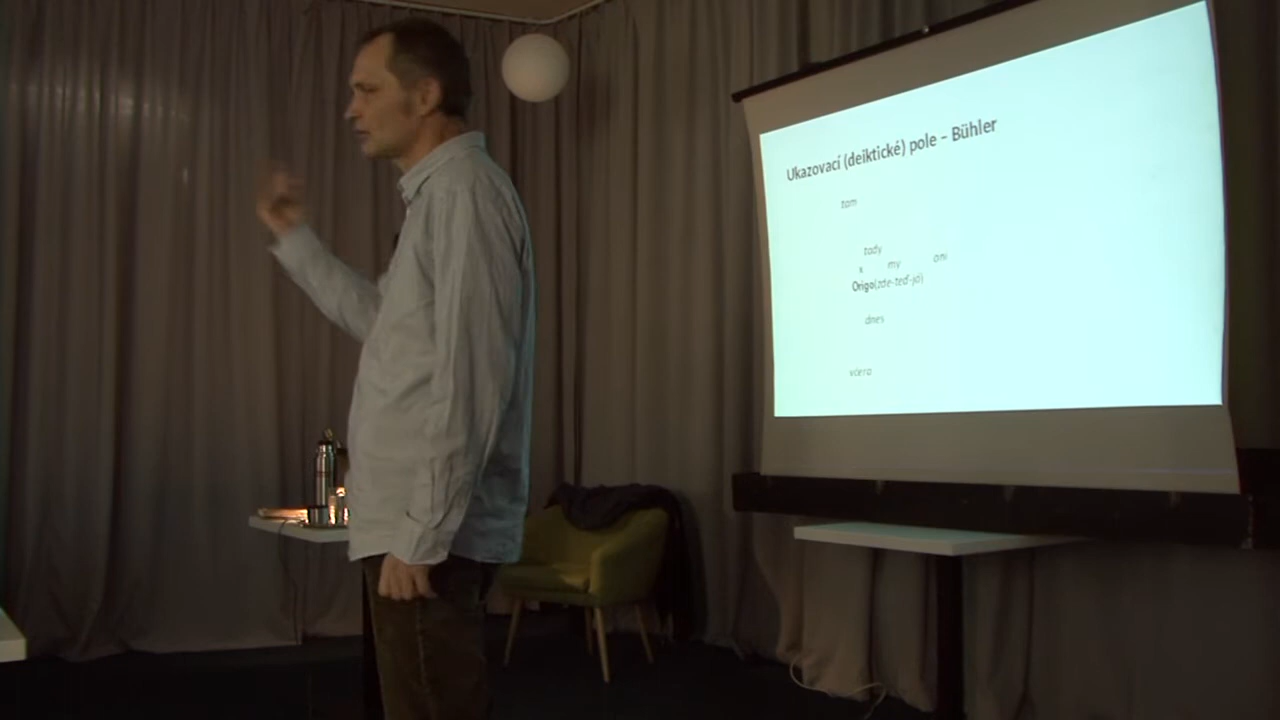 Ukazovací (deiktické) pole – Bühler
tam
tady
x my oni
Origo(zde-teď-já)
dnes
včera